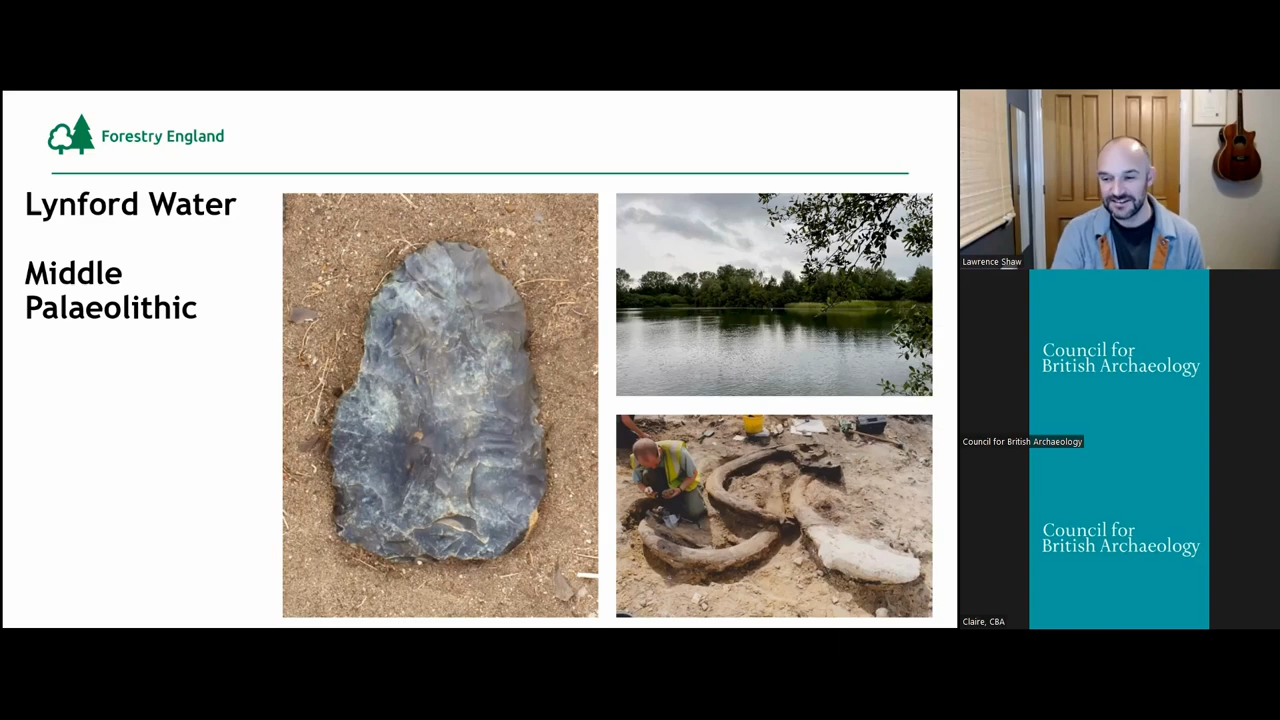 Forestry England
Lynford Water
Middle
Palaeolithic
Lawrence Shaw
Council for
British Archaeology
Council for British Archaeology
Council for
British Archaeology
Claire, CBA